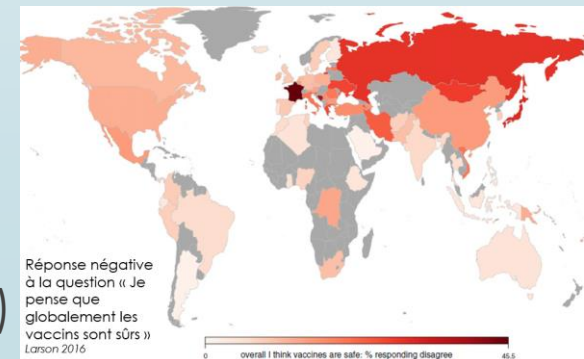 )
Réponse négative
à la question « Je
pense que
globalement les
vaccins sont sûrs »
Larson 2016
0
overall I think vaccines are safe: % responding disagree
45.5